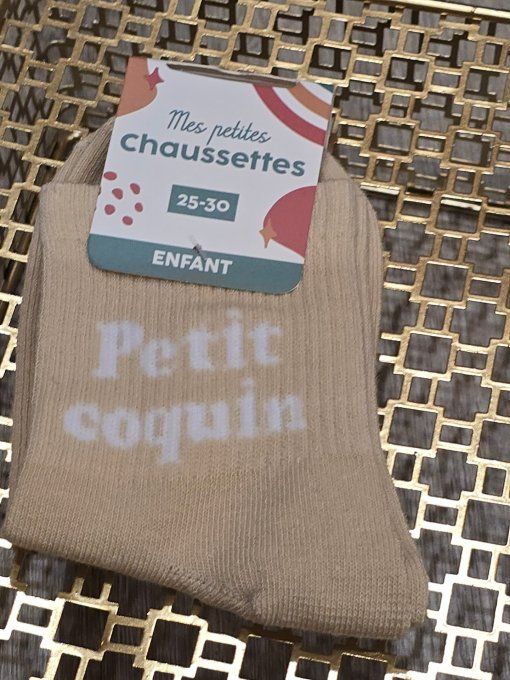 Mes petites
chaussettes
25-30
ENFANT
Petit
coquin